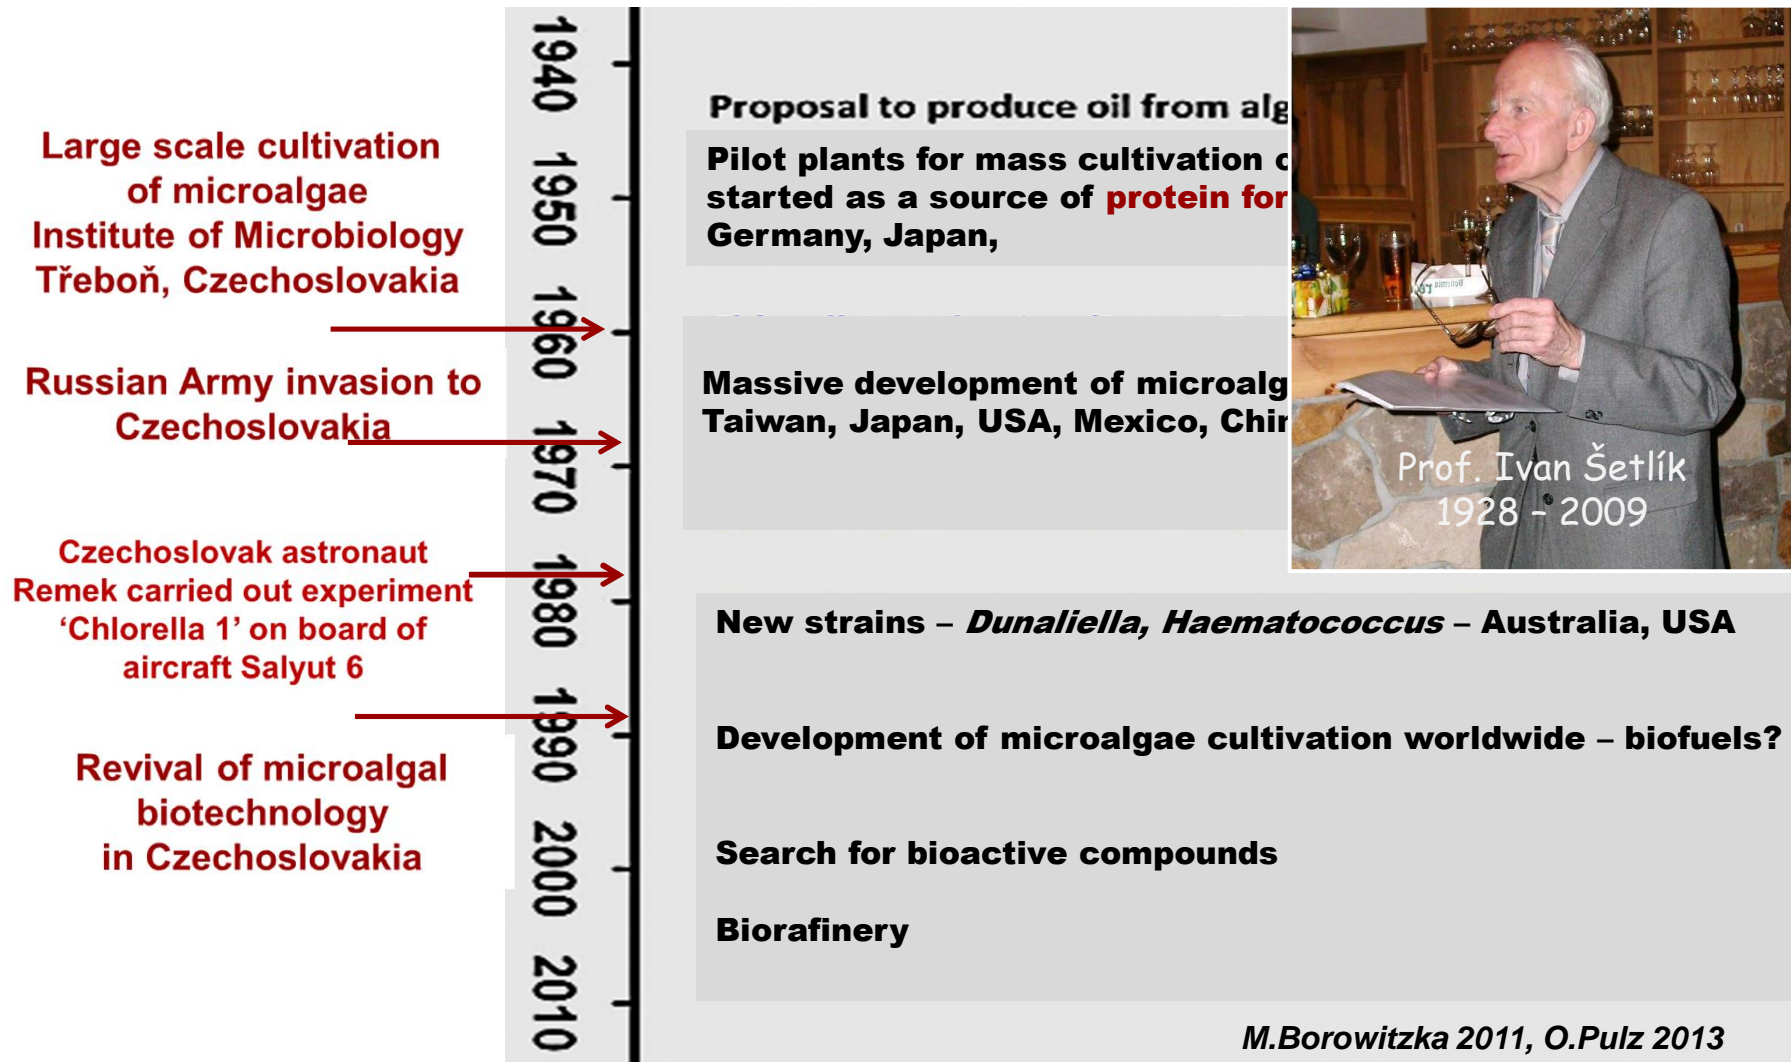 Large scale cultivation
of microalgae
Institute of Microbiology
Třeboň, Czechoslovakia
Russian Army invasion to
Czechoslovakia
Czechoslovak astronaut
Remek carried out experiment
‘Chlorella 1’ on board of
aircraft Salyut 6
Revival of microalgal
biotechnology
in Czechoslovakia
1940
1950
1960
1970
1980
1990
2000
2010
Proposal to produce oil from alg
Pilot plants for mass cultivation
started as a source of protein for
Germany, Japan,
Massive development of microalg
Taiwan, Japan, USA, Mexico,
New strains – Dunaliella, Haematococcus – Australia, USA
Development of microalgae cultivation worldwide – biofuels?
Search for bioactive compounds
Biorafinery
Prof. Ivan Šetlík
1928 – 2009
M.Borowitzka 2011, O.Pulz 2013